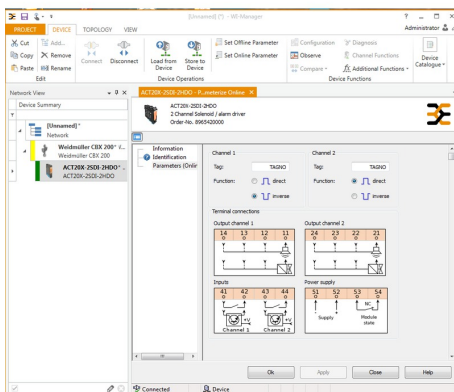 [Unnamed] (*) - WI-Manager
PROJECT DEVICE TOPOLOGY VIEW
Administrator
Cut
Copy
Paste
Add...
Remove
Rename
Edit
Connect
Disconnect
Load from Device
Store to Device
Set Offline Parameter
Set Online Parameter
Device Operations
Configuration
Observe
Compare
Diagnosis
Channel Functions
Additional Functions
Device Functions
Device Catalogue
Network View
Device Summary
[Unnamed]*
Network
Weidmüller CBX 200*
Weidmüller CBX 200
ACT20X-2SDI-2HDO*
ACT20X-2SDI-2HDO
ACT20X-2SDI-2HDO - P...meterize Online
ACT20X-2SDI-2HDO
2 Channel Solenoid / alarm driver
Order-No. 8965420000
Information
Identification
Parameters (Onlin
Channel 1
Tag: TAGNO
Function: direct
inverse
Channel 2
Tag: TAGNO
Function: direct
inverse
Terminal connections
Output channel 1
14 13 12 11
Output channel 2
24 23 22 21
Inputs
41 42 43 44
+V +V
Channel 1 Channel 2
Power supply
51 52 53 54
NC
Supply
Module state
Ok Apply Close Help
Connected
Device